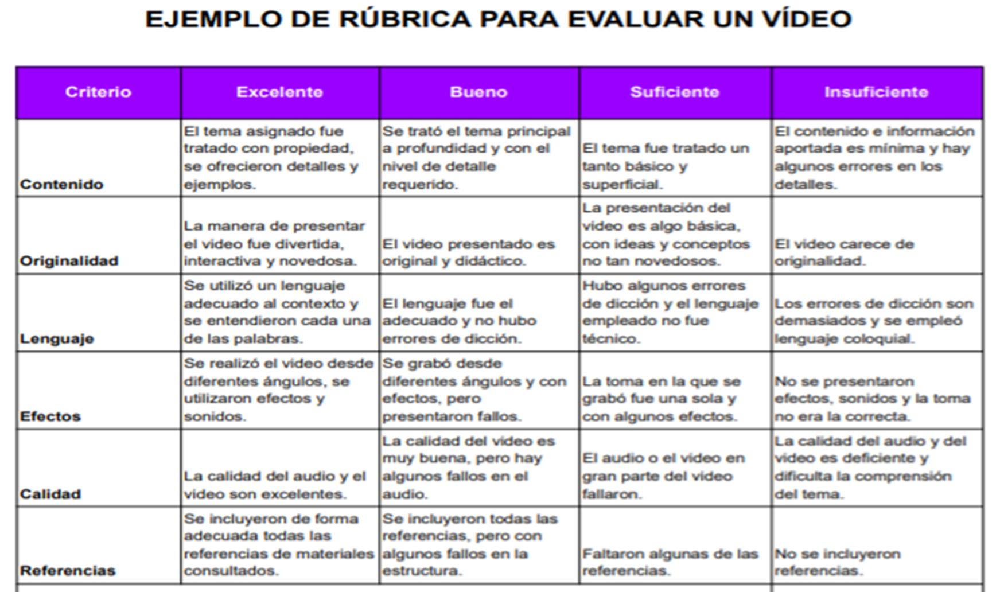 EJEMPLO DE RÚBRICA PARA EVALUAR UN VÍDEO
Criterio
Excelente
Bueno
Suficiente
Insuficiente
Contenido
El tema asignado fue
tratado con propiedad,
se ofrecieron detalles y
ejemplos.
Se trató el tema principal
a profundidad y con el
nivel de detalle
requerido.
El tema fue tratado un
tanto básico y
superficial.
El contenido e información
aportada es mínima y hay
algunos errores en los
detalles.
Originalidad
La manera de presentar
el video fue divertida,
interactiva y novedosa.
El video presentado es
original y didáctico.
La presentación del
video es algo básica,
con ideas y conceptos
no tan novedosos.
El video carece de
originalidad.
Lenguaje
Se utilizó un lenguaje
adecuado al contexto y
se entendieron cada una
de las palabras.
El lenguaje fue el
adecuado y no hubo
errores de dicción.
Hubo algunos errores
de dicción y el lenguaje
empleado no fue
técnico.
Los errores de dicción son
demasiados y se empleó
lenguaje coloquial.
Efectos
Se realizó el video desde
diferentes ángulos, se
utilizaron efectos y
sonidos.
Se grabó desde
diferentes ángulos y con
efectos, pero
presentaron fallos.
La toma en la que se
grabó fue una sola y
con algunos efectos.
No se presentaron
efectos, sonidos y la toma
no era la correcta.
Calidad
La calidad del audio y el
video son excelentes.
La calidad del video es
muy buena, pero hay
algunos fallos en el
audio.
El audio o el video en
gran parte del video
fallaron.
La calidad del audio y del
video es deficiente y
dificulta la comprensión
del tema.
Referencias
Se incluyeron de forma
adecuada todas las
referencias de materiales
consultados.
Se incluyeron todas las
referencias, pero con
algunos fallos en la
estructura.
Faltaron algunas de las
referencias.
No se incluyeron
referencias.